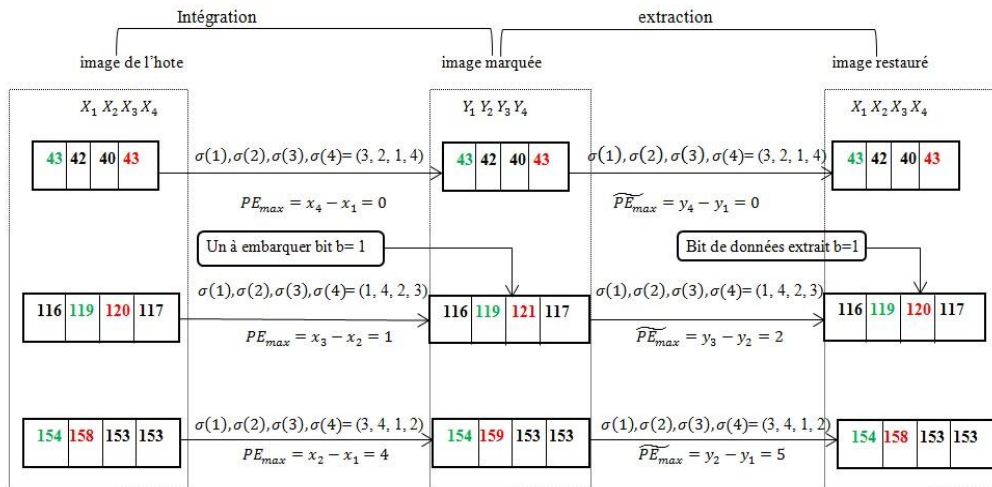 Intégration
extraction
image de l'hote
image marquée
image restauré
X₁ X₂ X₃ X₄
Y₁ Y₂ Y₃ Y₄
X₁ X₂ X₃ X₄
43 42 40 43
σ(1), σ(2), σ(3), σ(4)= (3, 2, 1, 4)
43 42 40 43
σ(1), σ(2), σ(3), σ(4)= (3, 2, 1, 4)
43 42 40 43
PE_max = x₄ − x₁ = 0
P͠E_max = y₄ − y₁ = 0
Un à embarquer bit b= 1
Bit de données extrait b=1
116 119 120 117
σ(1), σ(2), σ(3), σ(4)= (1, 4, 2, 3)
116 119 121 117
σ(1), σ(2), σ(3), σ(4)= (1, 4, 2, 3)
116 119 120 117
PE_max = x₃ − x₂ = 1
P͠E_max = y₃ − y₂ = 2
154 158 153 153
σ(1), σ(2), σ(3), σ(4)= (3, 4, 1, 2)
PE_max = x₂ − x₁ = 4
154 159 153 153
σ(1), σ(2), σ(3), σ(4)= (3, 4, 1, 2)
P͠E_max = y₂ − y₁ = 5
154 158 153 153